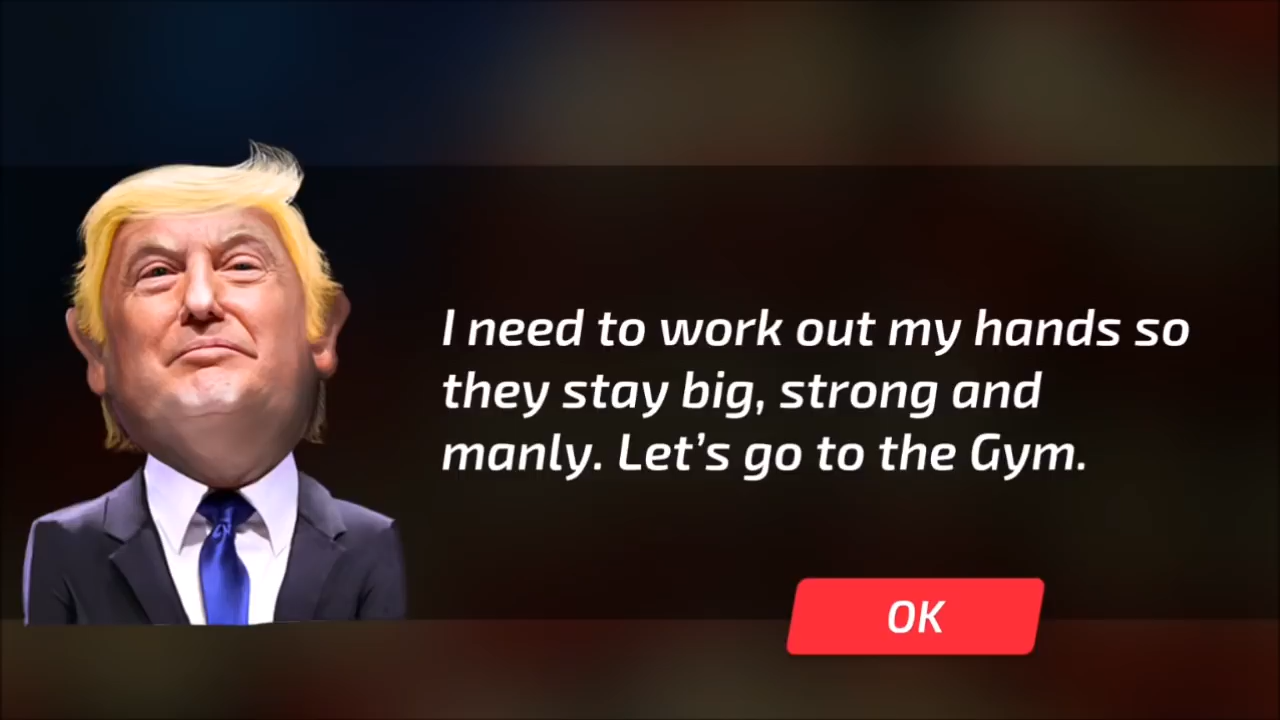 I need to work out my hands so
they stay big, strong and
manly. Let's go to the Gym.
OK